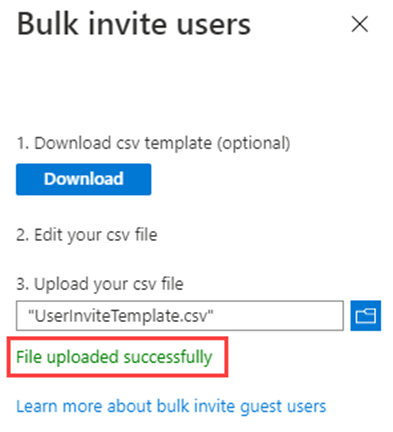 Bulk invite users
1. Download csv template (optional)
Download
2. Edit your csv file
3. Upload your csv file
"UserInviteTemplate.csv"
File uploaded successfully
Learn more about bulk invite guest users